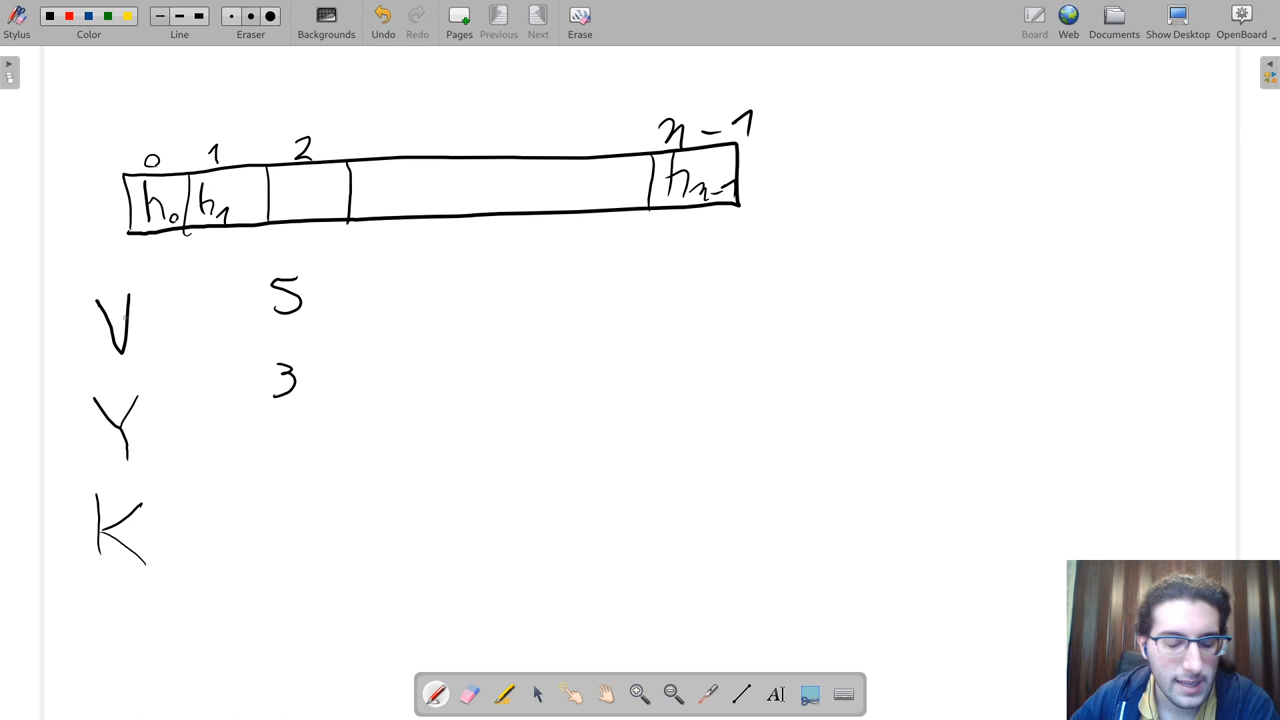 Stylus Color Line Eraser Backgrounds Undo Redo Pages Previous Next Erase Board Web Documents Show Desktop OpenBoard
0 1 2 n-1
h₀ h₁ hₙ₋₁
V 5
3
Y
K
AI